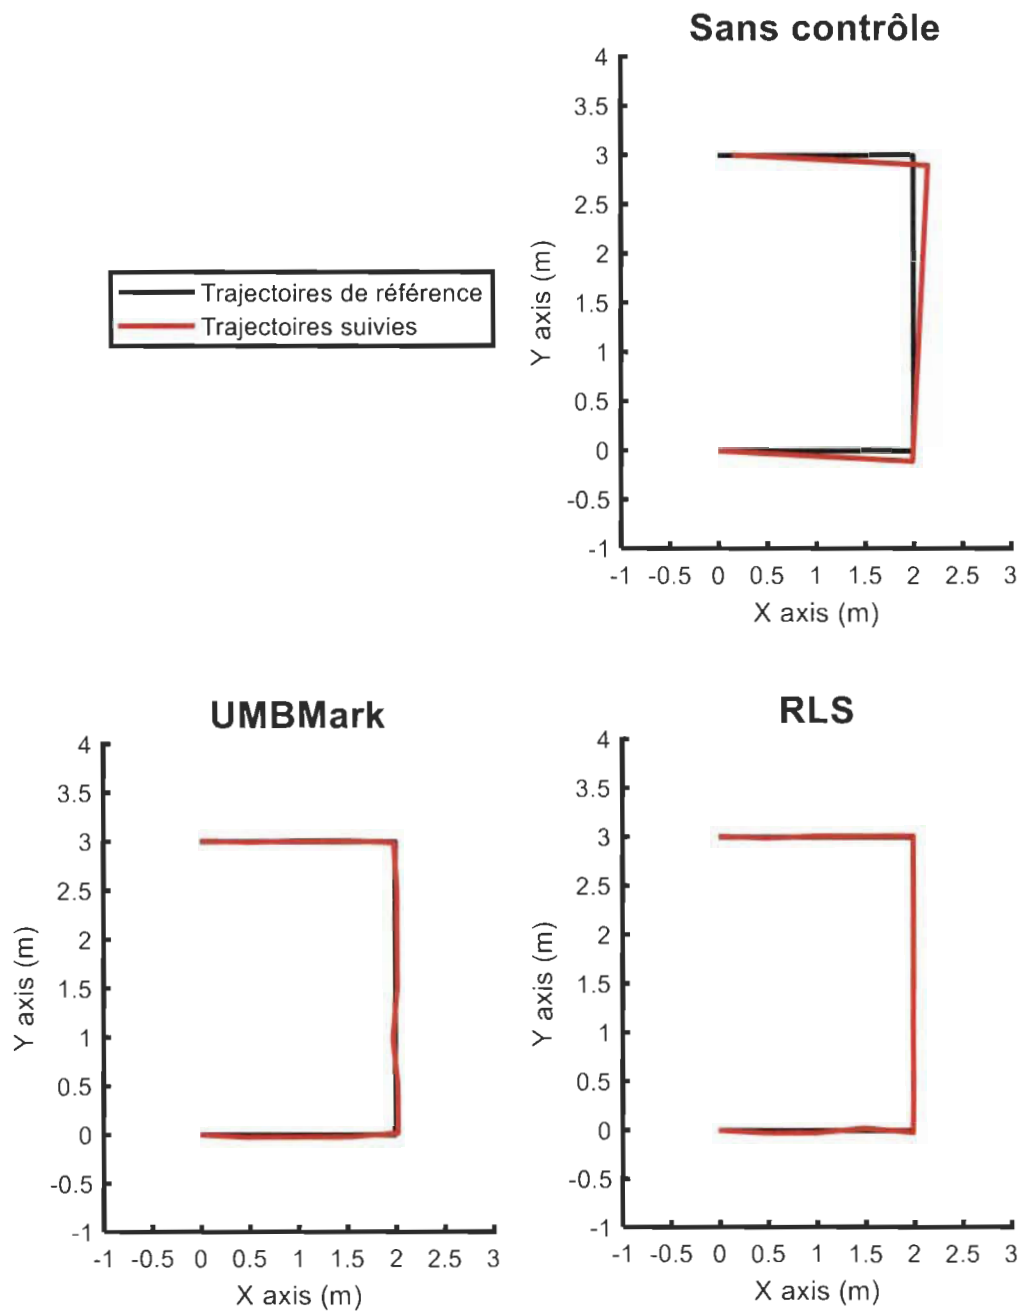 Sans contrôle
4
3.5
3
2.5
2
1.5
1
0.5
0
-0.5
-1
Y axis (m)
-1 -0.5 0 0.5 1 1.5 2 2.5 3
X axis (m)
Trajectoires de référence
Trajectoires suivies
UMBMark
4
3.5
3
2.5
2
1.5
1
0.5
0
-0.5
-1
Y axis (m)
-1 -0.5 0 0.5 1 1.5 2 2.5 3
X axis (m)
RLS
4
3.5
3
2.5
2
1.5
1
0.5
0
-0.5
-1
Y axis (m)
-1 -0.5 0 0.5 1 1.5 2 2.5 3
X axis (m)